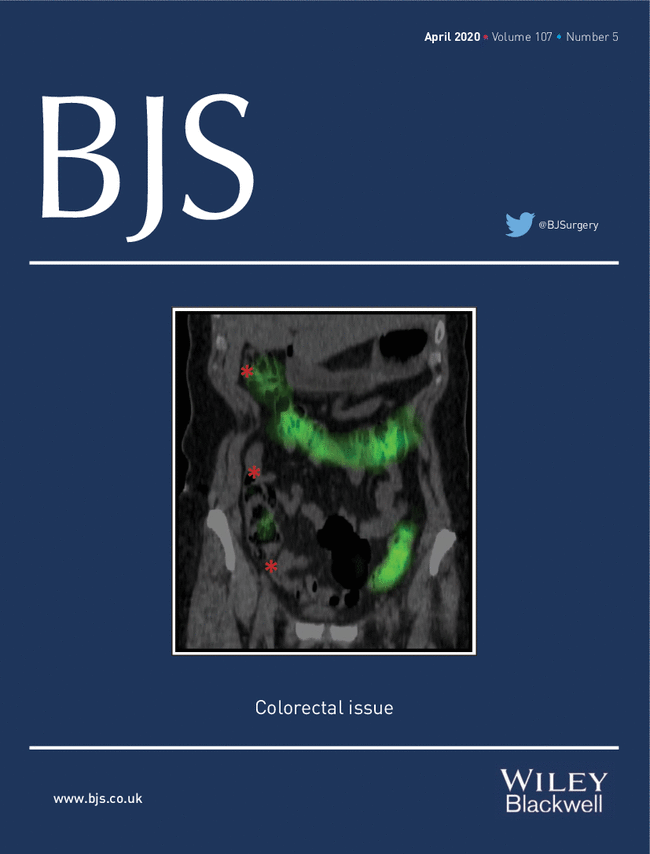 April 2020 • Volume 107 • Number 5
BJS
@BJSurgery
*
*
*
Colorectal issue
www.bjs.co.uk
WILEY
Blackwell